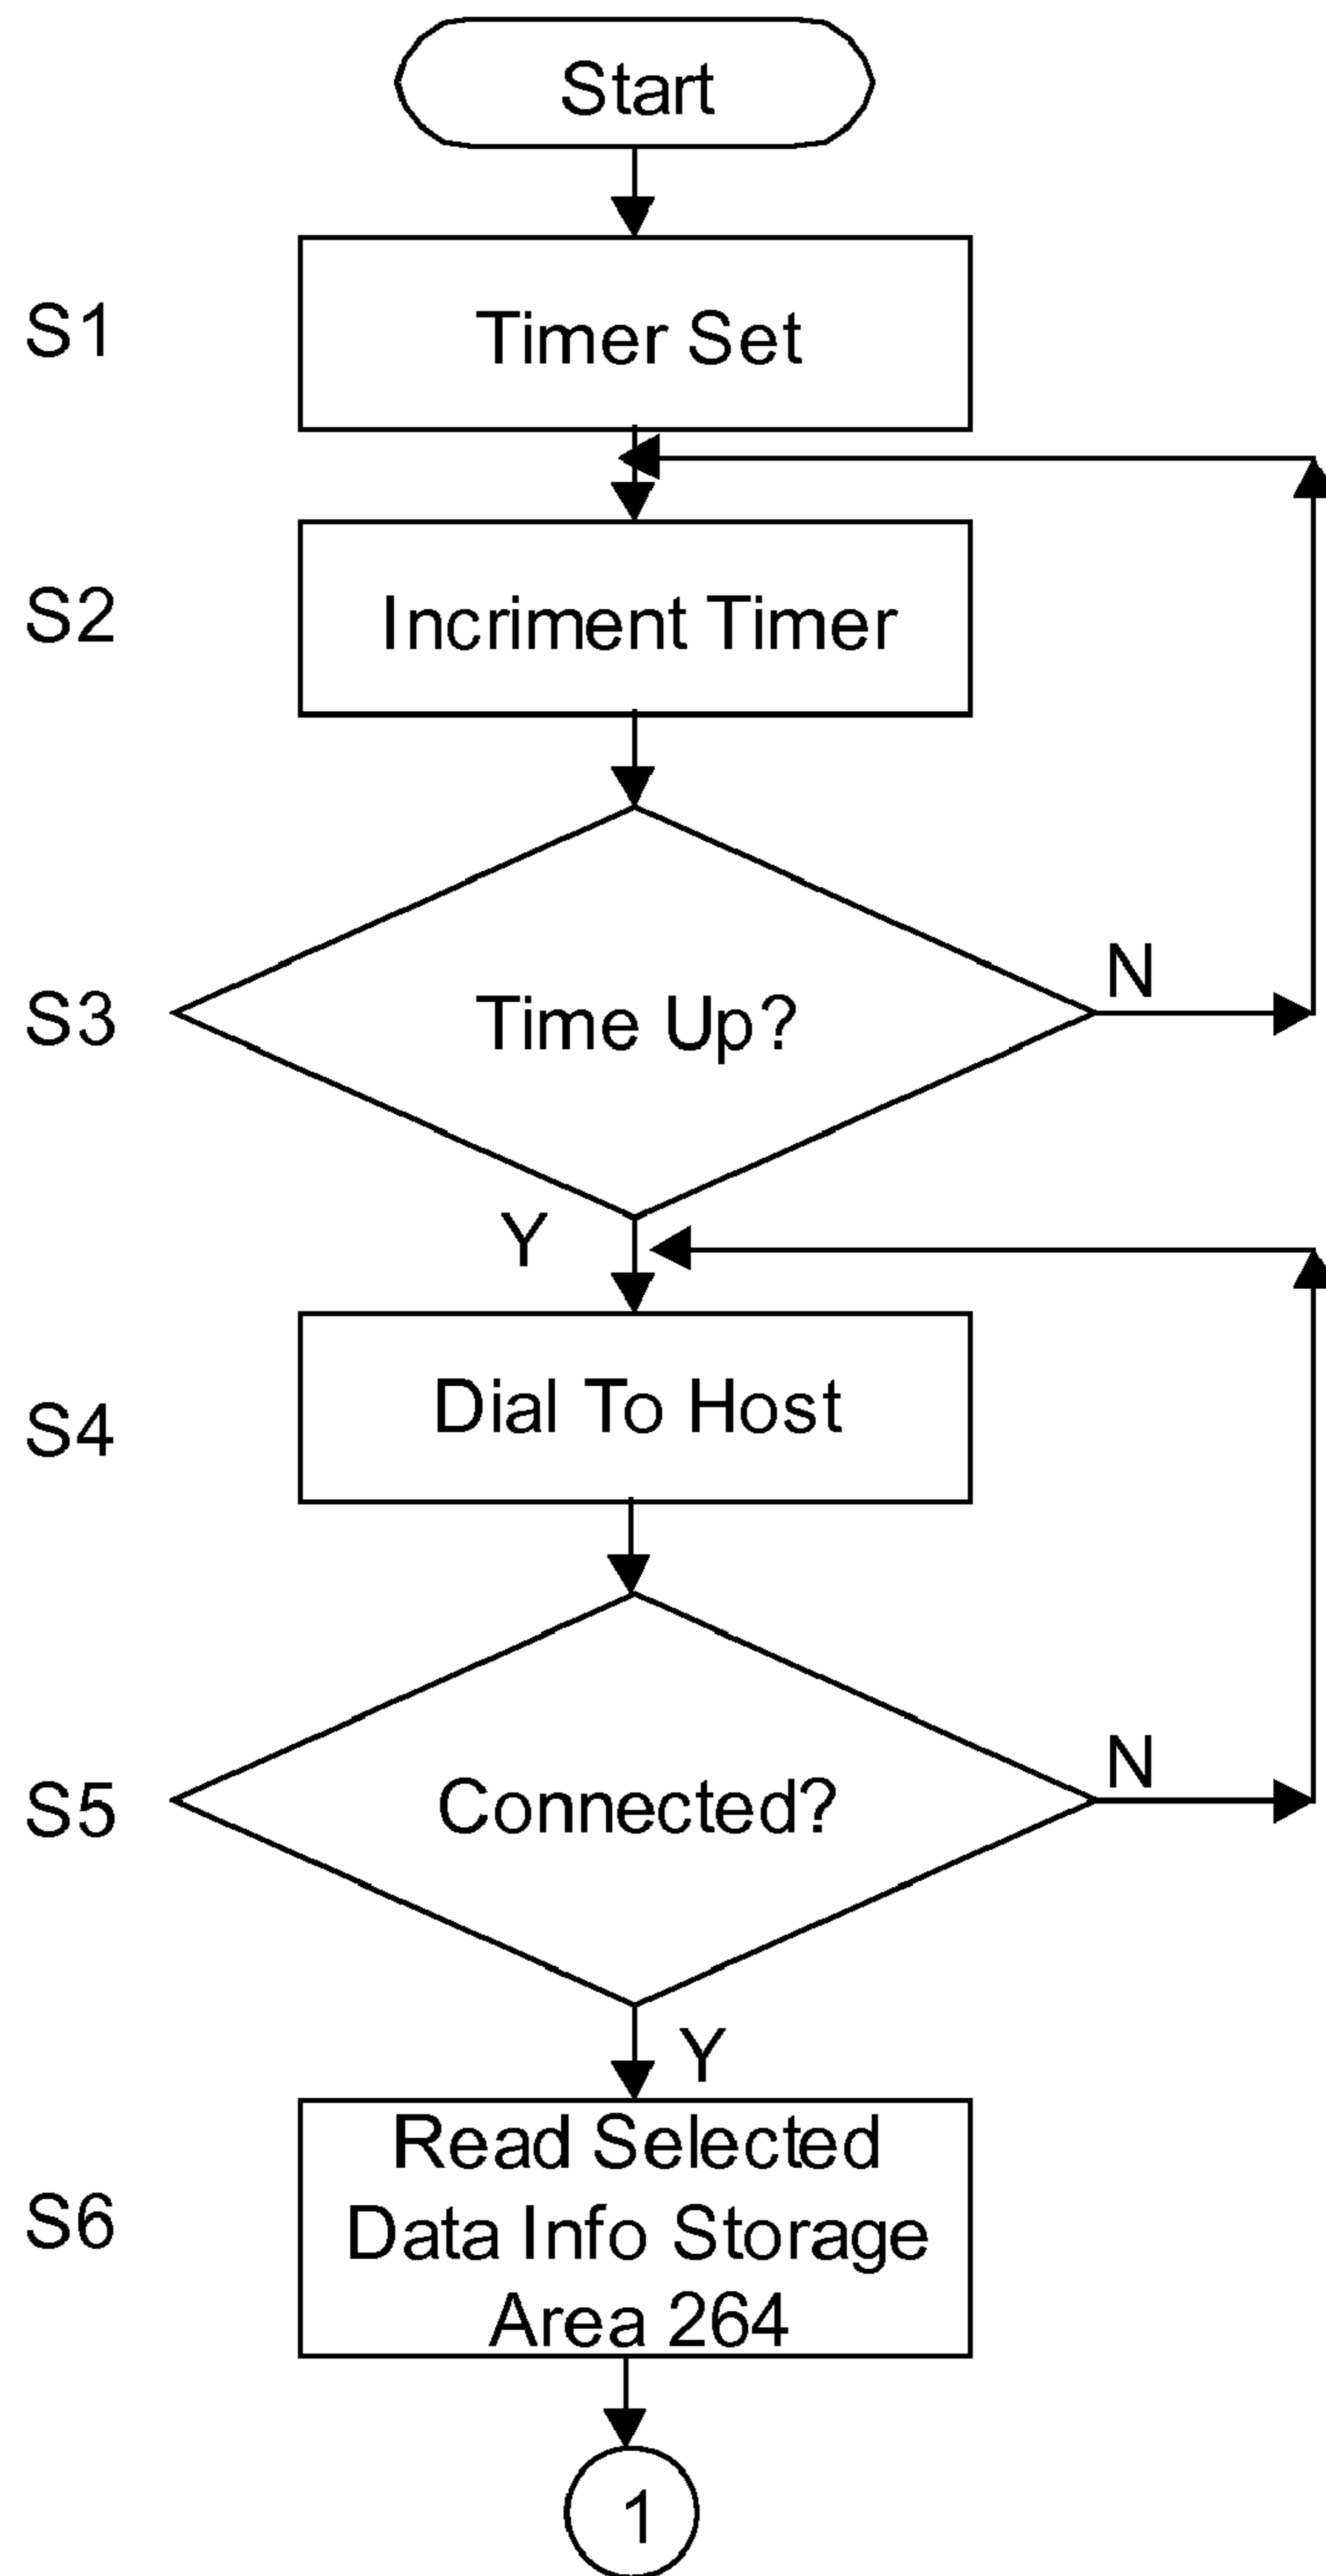 Start
S1
Timer Set
S2
Incriment Timer
S3
Time Up?
N
Y
S4
Dial To Host
S5
Connected?
N
Y
S6
Read Selected
Data Info Storage
Area 264
1